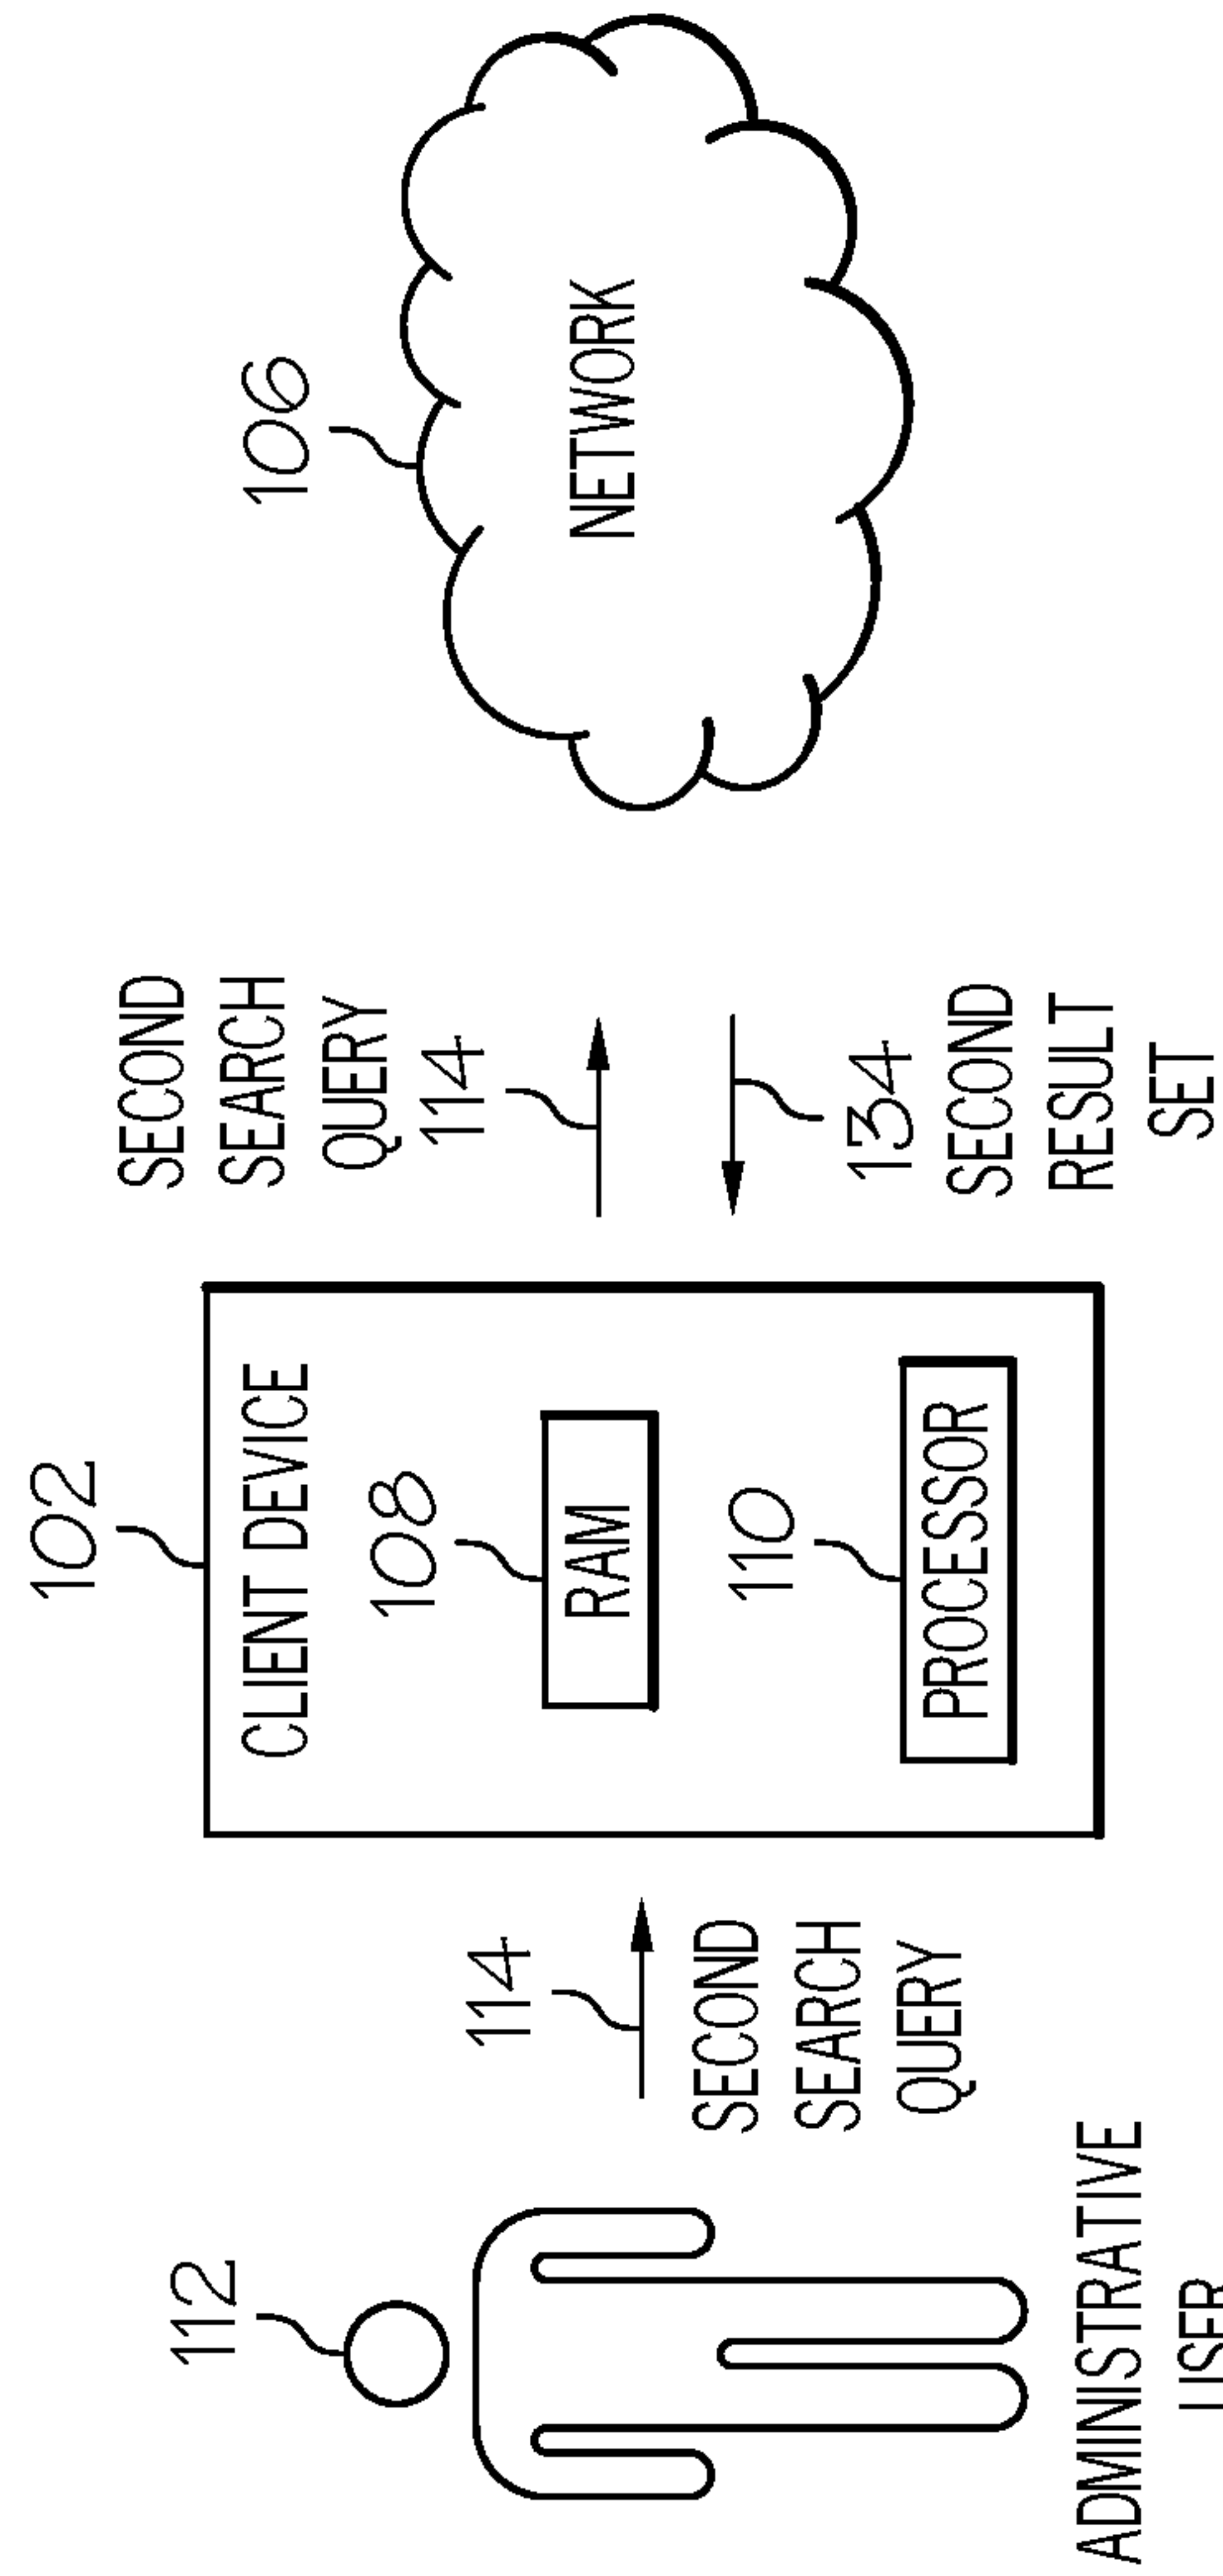 112
ADMINISTRATIVE
USER
114
SECOND
SEARCH
QUERY
102
CLIENT DEVICE
108
RAM
110
PROCESSOR
SECOND
SEARCH
QUERY
114
134
SECOND
RESULT
SET
106
NETWORK